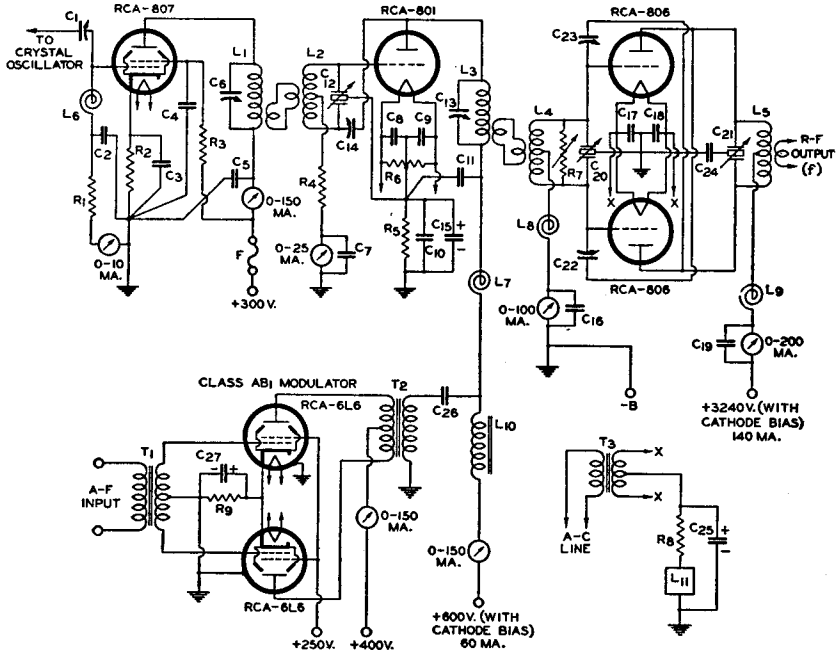 RCA-807
RCA-801
RCA-806
C1
TO
CRYSTAL
OSCILLATOR
L1
L2
L3
C23
C6
C12
C13
C14
L6
C4
C2
R2
C3
R3
C5
R1
0-10
MA.
0-150
MA.
F
+300V.
R4
0-25
MA.
C7
C8
C9
R6
C11
R5
C15
+
-
C10
L4
C17
C18
R7
C20
X
X
C21
C24
L5
R-F
OUTPUT
(f)
L8
C22
RCA-806
L7
0-100
MA.
C16
L9
C19
0-200
MA.
-B
+3240V.(WITH
CATHODE BIAS)
140 MA.
CLASS AB1 MODULATOR
RCA-6L6
T2
C26
L10
T1
A-F
INPUT
C27
-
+
R9
RCA-6L6
0-150
MA.
0-150
MA.
+250V.
+400V.
+600V.(WITH
CATHODE BIAS)
60 MA.
T3
X
X
A-C
LINE
R8
C25
+
-
L11